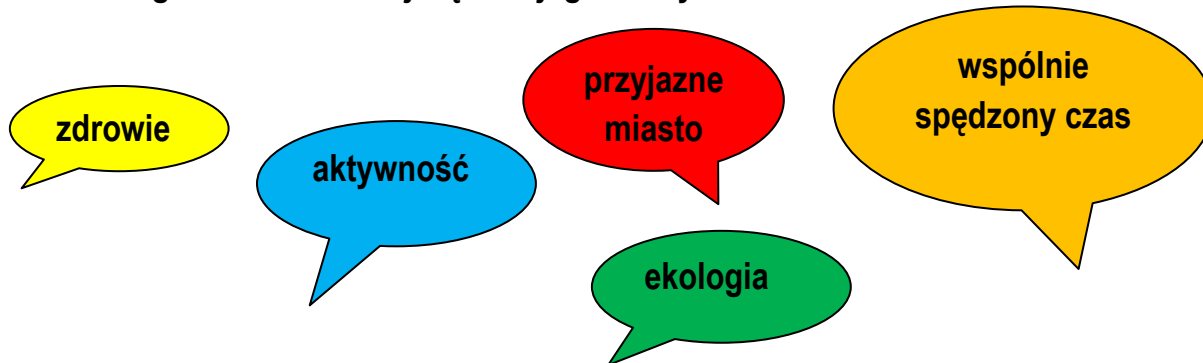 zdrowie
aktywność
przyjazne
miasto
wspólnie
spędzony czas
ekologia